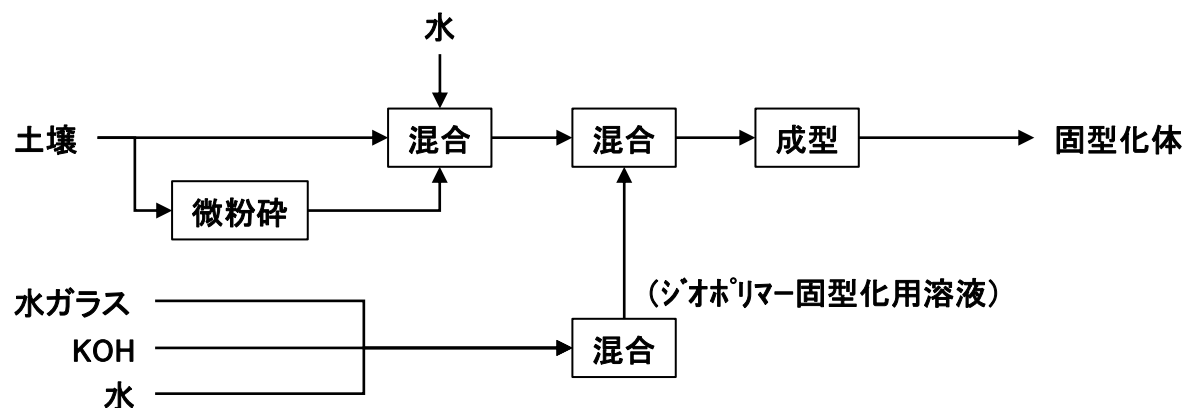 水
土壌
混合
混合
成型
固型化体
微粉砕
水ガラス
(ｼﾞｵﾎﾟﾘﾏｰ固型化用溶液)
KOH
混合
水